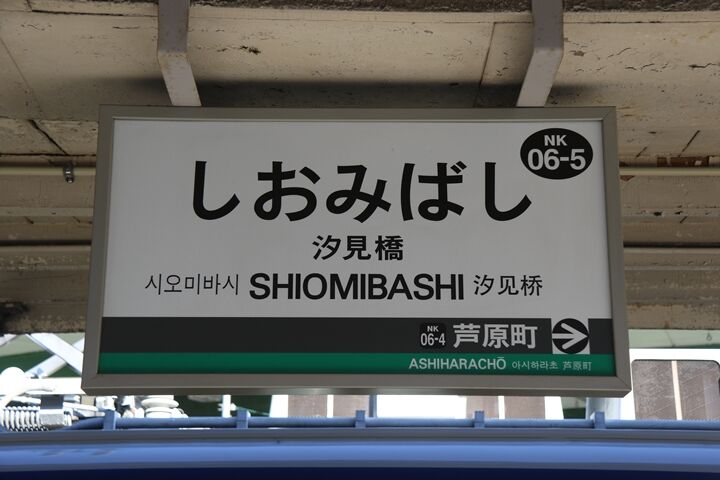 NK
06-5
しおみばし
汐見橋
시오미바시 SHIOMIBASHI 汐见桥
NK
06-4 芦原町
ASHIHARACHŌ 아시하라초 芦原町